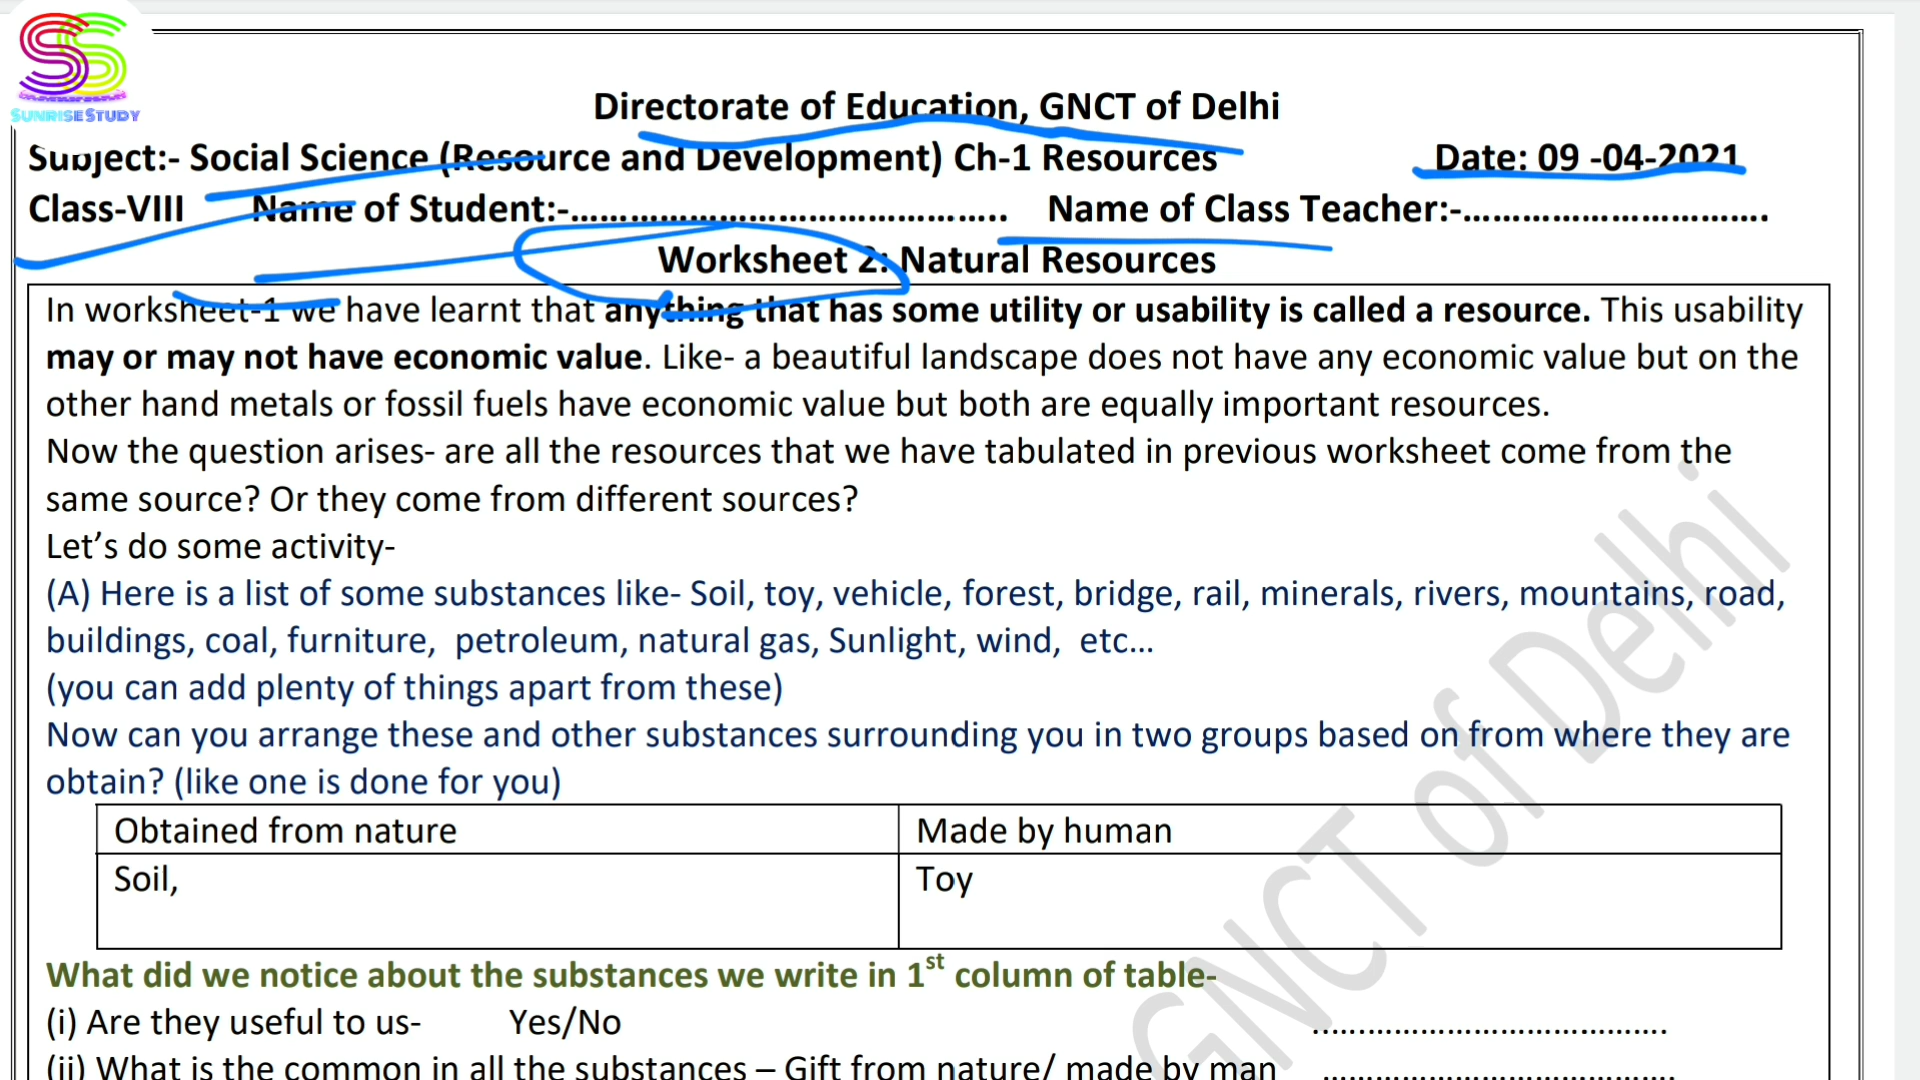 SUNRISESTUDY
Directorate of Education, GNCT of Delhi
Subject:- Social Science (Resource and Development) Ch-1 Resources Date: 09 -04-2021
Class-VIII Name of Student:-........................................ Name of Class Teacher:-..............................
Worksheet 2: Natural Resources
In worksheet-1 we have learnt that anything that has some utility or usability is called a resource. This usability
may or may not have economic value. Like- a beautiful landscape does not have any economic value but on the
other hand metals or fossil fuels have economic value but both are equally important resources.
Now the question arises- are all the resources that we have tabulated in previous worksheet come from the
same source? Or they come from different sources?
Let's do some activity-
(A) Here is a list of some substances like- Soil, toy, vehicle, forest, bridge, rail, minerals, rivers, mountains, road,
buildings, coal, furniture, petroleum, natural gas, Sunlight, wind, etc...
(you can add plenty of things apart from these)
Now can you arrange these and other substances surrounding you in two groups based on from where they are
obtain? (like one is done for you)
Obtained from nature Made by human
Soil, Toy
What did we notice about the substances we write in 1st column of table-
(i) Are they useful to us- Yes/No ...................................
(ii) What is the common in all the substances – Gift from nature/ made by man ...................................
GNCT of Delhi